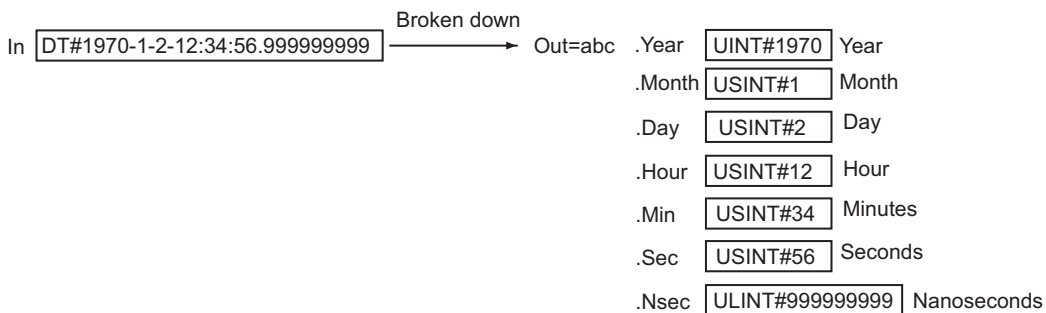 Broken down
In DT#1970-1-2-12:34:56.999999999 Out=abc .Year UINT#1970 Year
.Month USINT#1 Month
.Day USINT#2 Day
.Hour USINT#12 Hour
.Min USINT#34 Minutes
.Sec USINT#56 Seconds
.Nsec ULINT#999999999 Nanoseconds